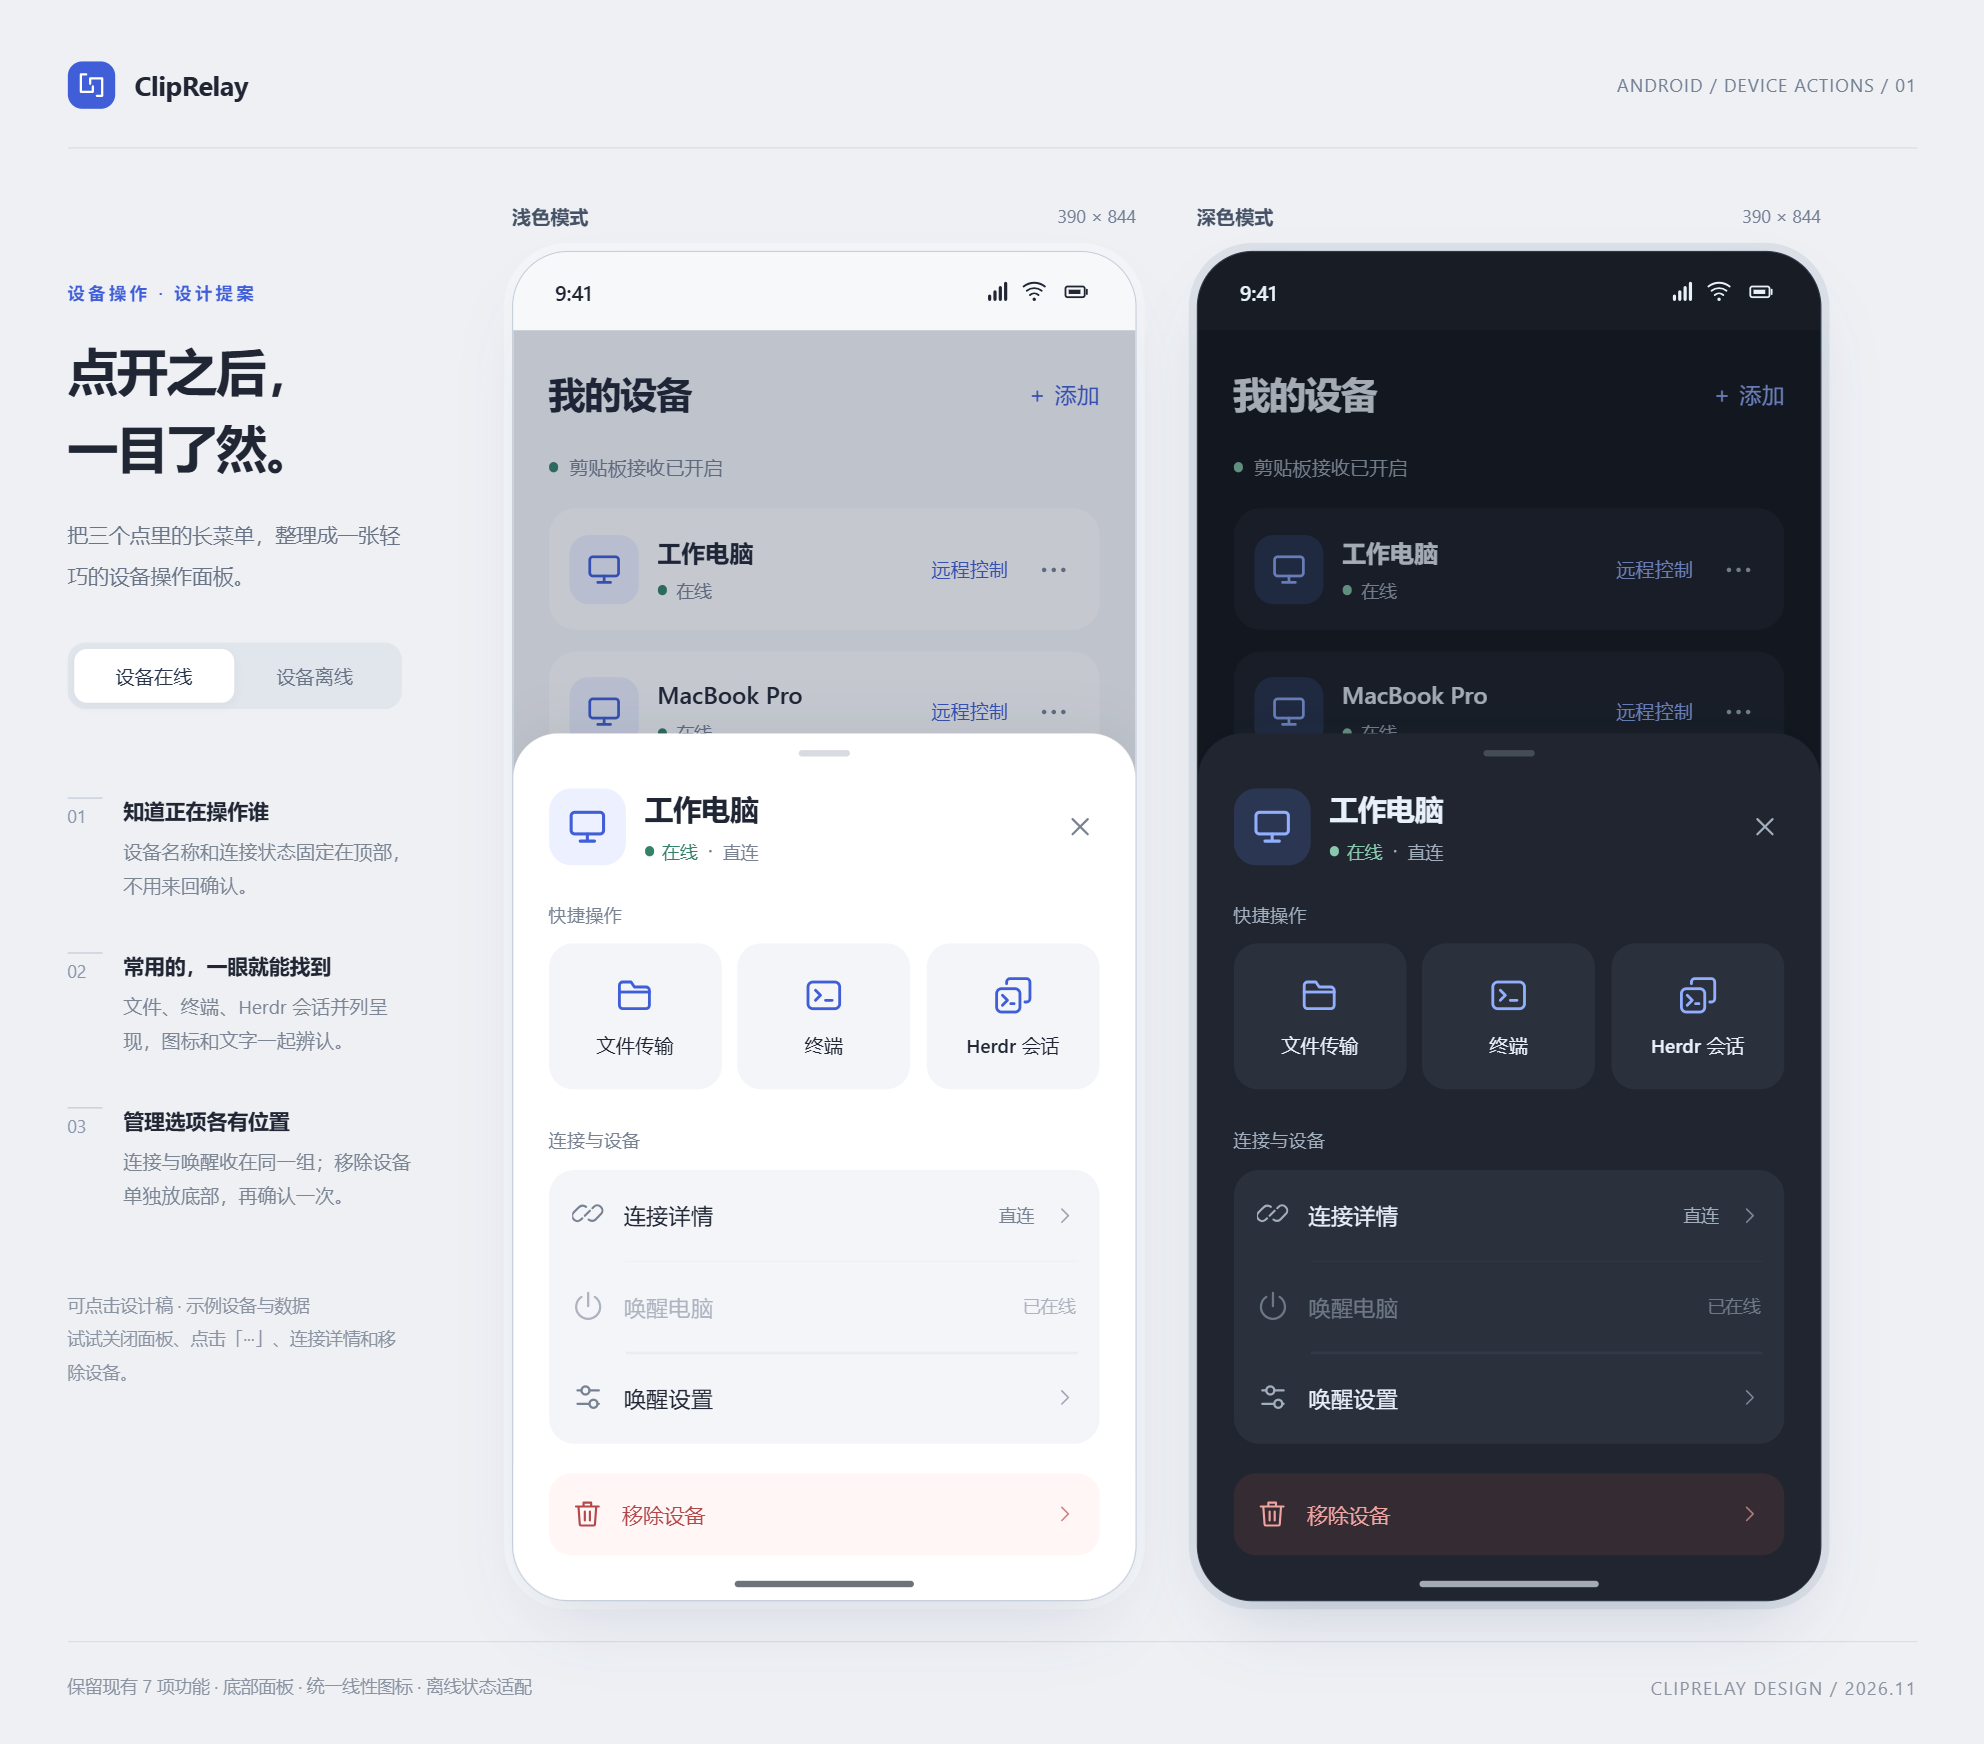 ClipRelay
ANDROID / DEVICE ACTIONS / 01
设备操作 · 设计提案
点开之后，
一目了然。
把三个点里的长菜单，整理成一张轻
巧的设备操作面板。
设备在线
设备离线
01
知道正在操作谁
设备名称和连接状态固定在顶部，
不用来回确认。
02
常用的，一眼就能找到
文件、终端、Herdr 会话并列呈
现，图标和文字一起辨认。
03
管理选项各有位置
连接与唤醒收在同一组；移除设备
单独放底部，再确认一次。
可点击设计稿 · 示例设备与数据
试试关闭面板、点击「···」、连接详情和移
除设备。
浅色模式
390 × 844
9:41
我的设备
+ 添加
剪贴板接收已开启
工作电脑
在线
远程控制
MacBook Pro
在线
远程控制
工作电脑
在线 · 直连
快捷操作
文件传输
终端
Herdr 会话
连接与设备
连接详情
直连
唤醒电脑
已在线
唤醒设置
移除设备
深色模式
390 × 844
9:41
我的设备
+ 添加
剪贴板接收已开启
工作电脑
在线
远程控制
MacBook Pro
在线
远程控制
工作电脑
在线 · 直连
快捷操作
文件传输
终端
Herdr 会话
连接与设备
连接详情
直连
唤醒电脑
已在线
唤醒设置
移除设备
保留现有 7 项功能 · 底部面板 · 统一线性图标 · 离线状态适配
CLIPRELAY DESIGN / 2026.11